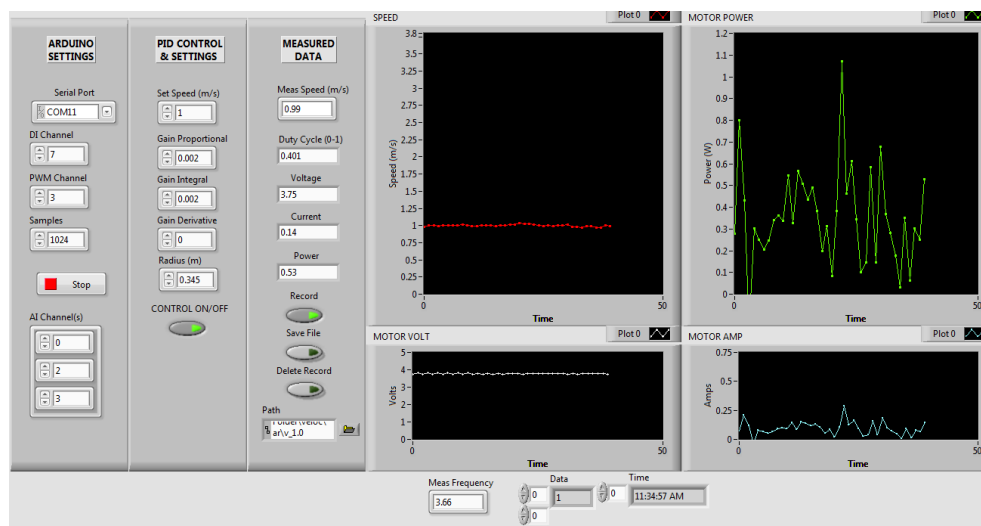 ARDUINO
SETTINGS
Serial Port
COM11
DI Channel
7
PWM Channel
3
Samples
1024
Stop
AI Channel(s)
0
2
3
PID CONTROL
& SETTINGS
Set Speed (m/s)
1
Gain Proportional
0.002
Gain Integral
0.002
Gain Derivative
0
Radius (m)
0.345
CONTROL ON/OFF
MEASURED
DATA
Meas Speed (m/s)
0.99
Duty Cycle (0-1)
0.401
Voltage
3.75
Current
0.14
Power
0.53
Record
Save File
Delete Record
Path
ar\v_1.0
SPEED
Plot 0
3.8
3.5
3.25
3
2.75
2.5
2.25
2
1.75
1.5
1.25
1
0.75
0.5
0.25
0
Speed (m/s)
0
50
Time
MOTOR POWER
Plot 0
1.2
1.1
1
0.9
0.8
0.7
0.6
0.5
0.4
0.3
0.2
0.1
0
Power (W)
0
50
Time
MOTOR VOLT
Plot 0
5
4
3
2
1
0
Volts
0
50
Time
MOTOR AMP
Plot 0
0.75
0.5
0.25
0
Amps
0
50
Time
Meas Frequency
3.66
Data
0
1
0
Time
0
11:34:57 AM